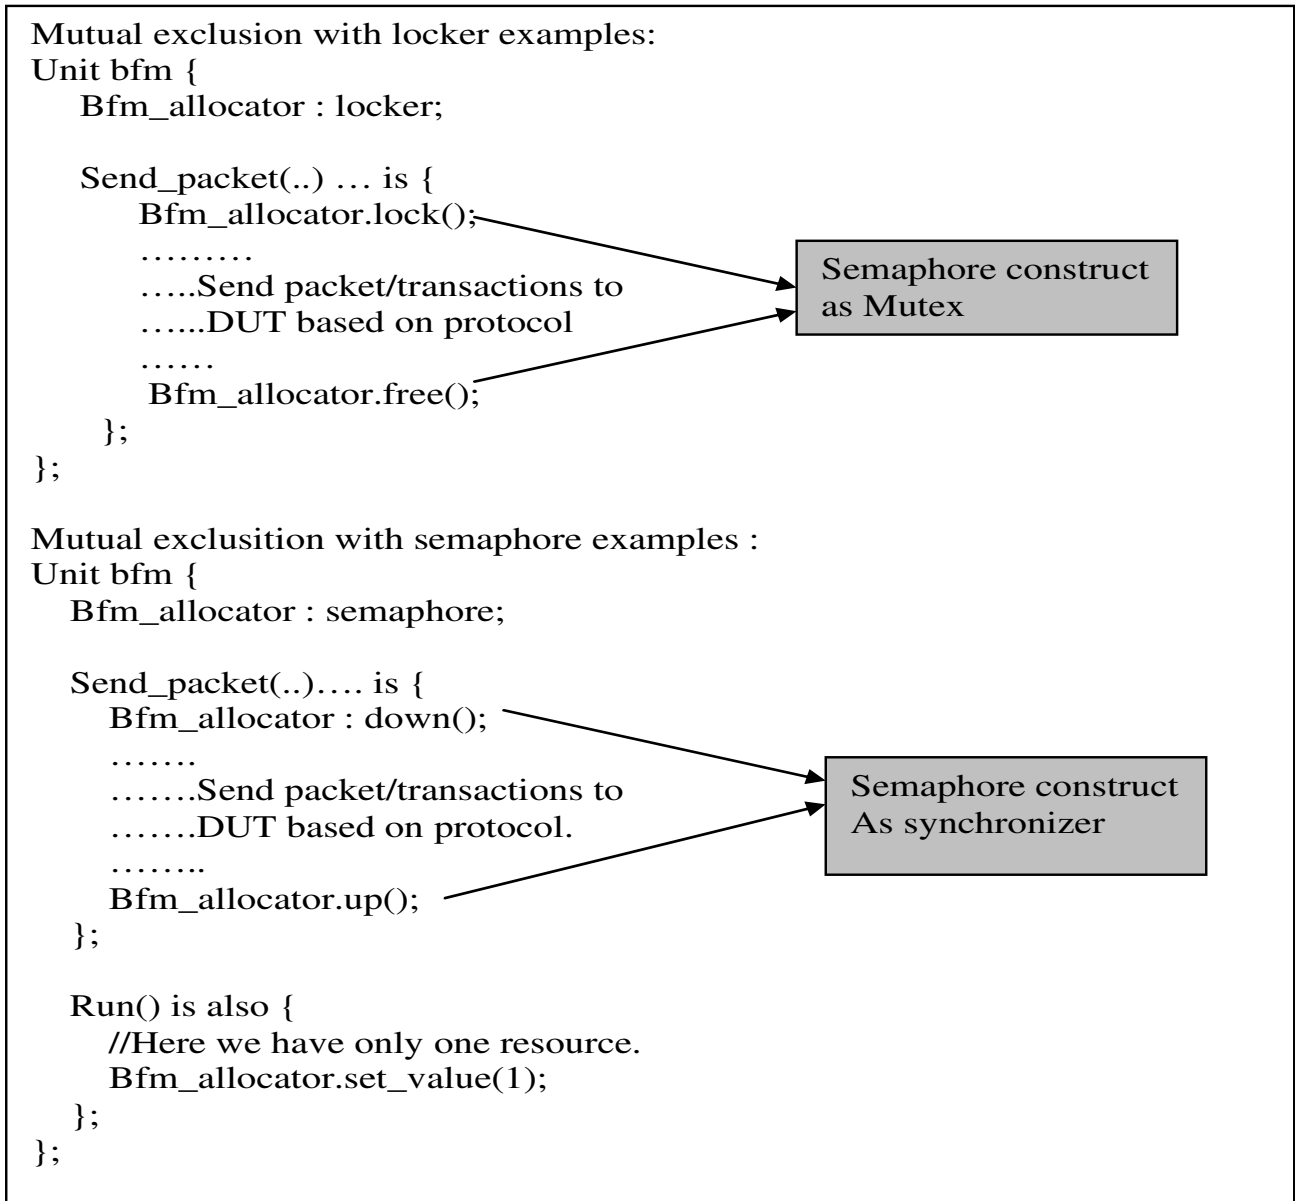 Mutual exclusion with locker examples:
Unit bfm {
Bfm_allocator : locker;
Send_packet(..) … is {
Bfm_allocator.lock();
………
…..Send packet/transactions to
…...DUT based on protocol
……
Bfm_allocator.free();
};
};
Semaphore construct
as Mutex
Mutual exclusition with semaphore examples :
Unit bfm {
Bfm_allocator : semaphore;
Send_packet(..)…. is {
Bfm_allocator : down();
…….
…….Send packet/transactions to
…….DUT based on protocol.
……..
Bfm_allocator.up();
};
Semaphore construct
As synchronizer
Run() is also {
//Here we have only one resource.
Bfm_allocator.set_value(1);
};
};